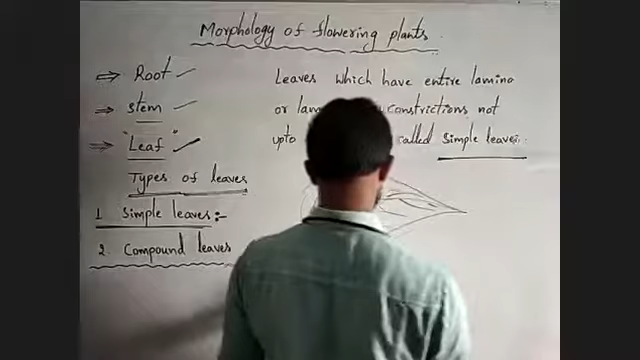 Morphology of flowering plants.
⇒ Root
⇒ Stem
⇒ "Leaf"
Types of leaves
1. Simple leaves:-
2. Compound leaves
Leaves which have entire lamina
or constrictions not
upto called simple leaves.